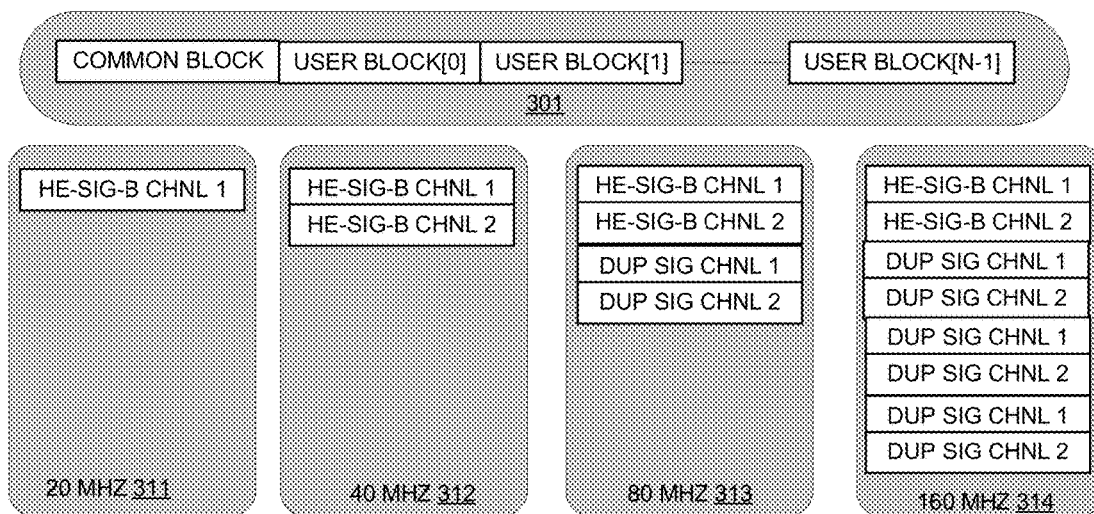 COMMON BLOCK USER BLOCK[0] USER BLOCK[1] USER BLOCK[N-1]
301
HE-SIG-B CHNL 1
20 MHZ 311
HE-SIG-B CHNL 1
HE-SIG-B CHNL 2
40 MHZ 312
HE-SIG-B CHNL 1
HE-SIG-B CHNL 2
DUP SIG CHNL 1
DUP SIG CHNL 2
80 MHZ 313
HE-SIG-B CHNL 1
HE-SIG-B CHNL 2
DUP SIG CHNL 1
DUP SIG CHNL 2
DUP SIG CHNL 1
DUP SIG CHNL 2
DUP SIG CHNL 1
DUP SIG CHNL 2
160 MHZ 314